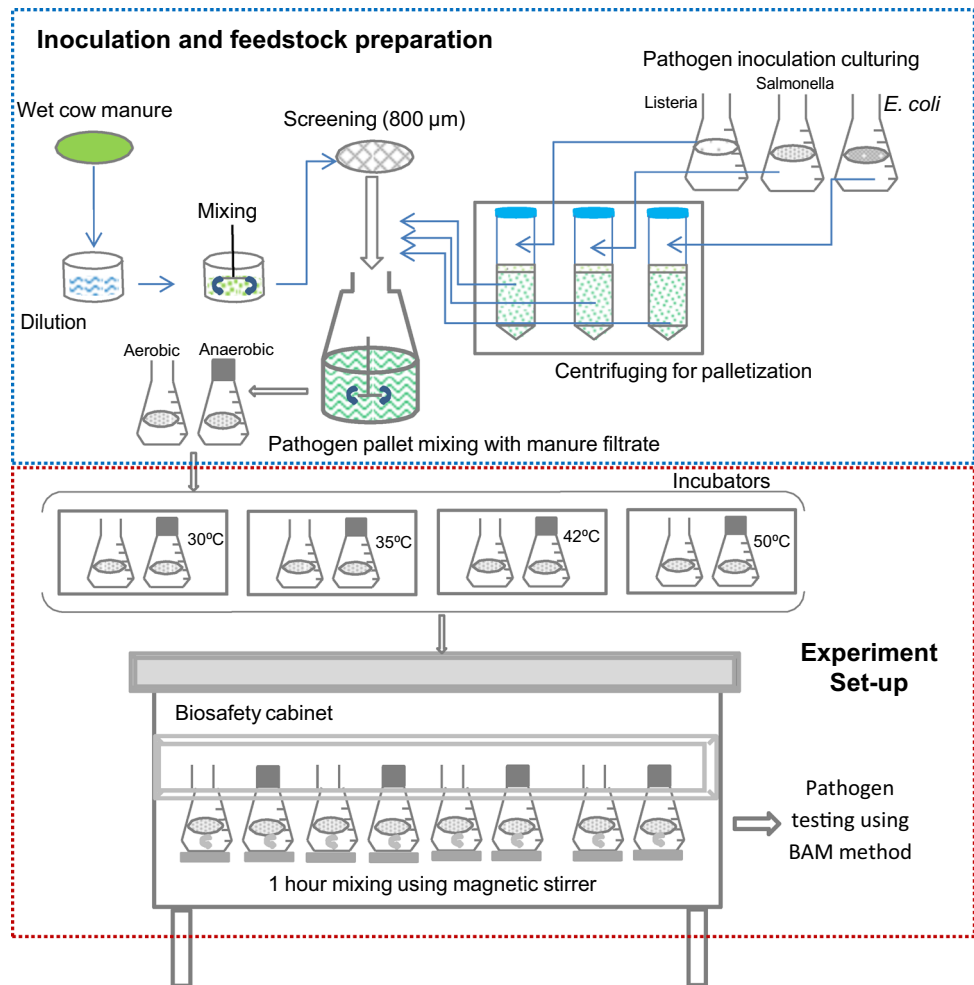 Inoculation and feedstock preparation
Pathogen inoculation culturing
Listeria
Salmonella
E. coli
Wet cow manure
Screening (800 µm)
Mixing
Dilution
Centrifuging for palletization
Aerobic
Anaerobic
Pathogen pallet mixing with manure filtrate
Incubators
30ºC
35ºC
42ºC
50ºC
Experiment
Set-up
Biosafety cabinet
Pathogen
testing using
BAM method
1 hour mixing using magnetic stirrer